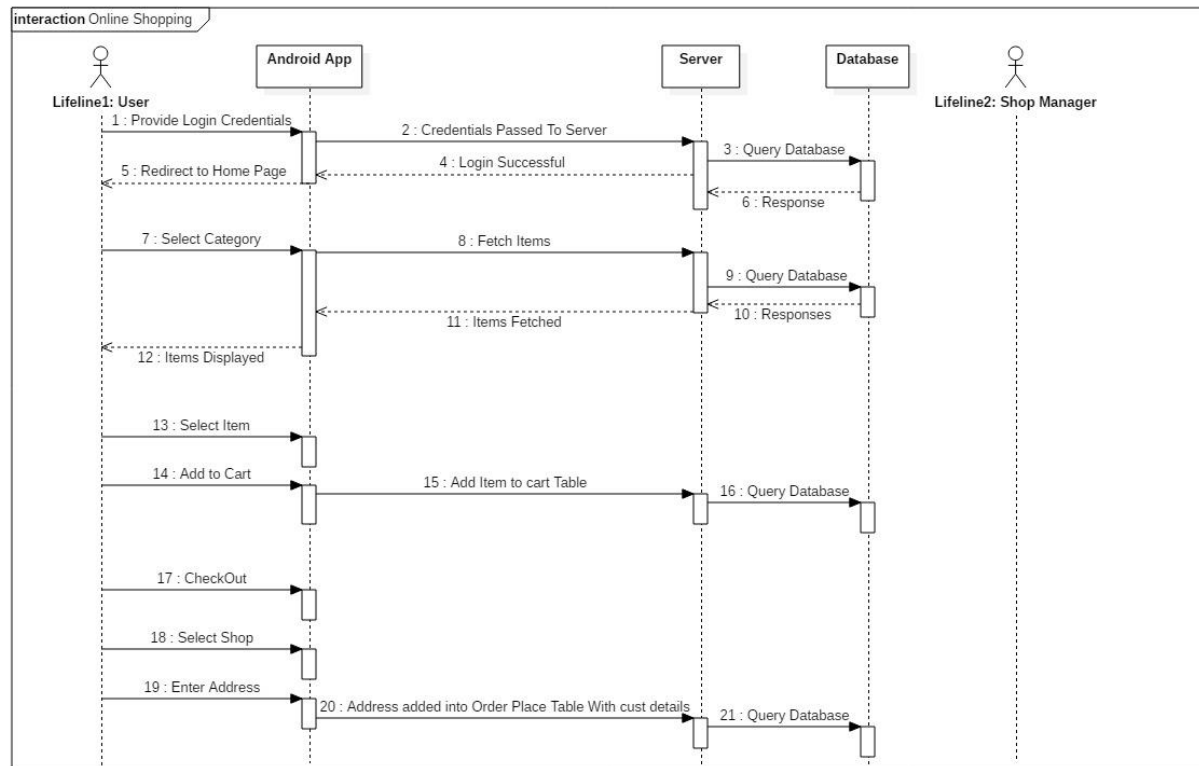 interaction Online Shopping
Android App
Server
Database
Lifeline1: User
Lifeline2: Shop Manager
1 : Provide Login Credentials
2 : Credentials Passed To Server
3 : Query Database
4 : Login Successful
5 : Redirect to Home Page
6 : Response
7 : Select Category
8 : Fetch Items
9 : Query Database
10 : Responses
11 : Items Fetched
12 : Items Displayed
13 : Select Item
14 : Add to Cart
15 : Add Item to cart Table
16 : Query Database
17 : CheckOut
18 : Select Shop
19 : Enter Address
20 : Address added into Order Place Table With cust details
21 : Query Database